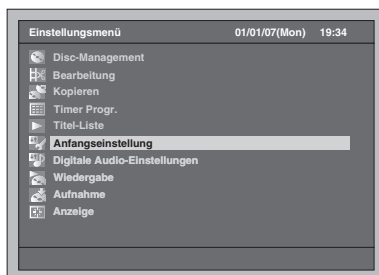 Einstellungsmenü 01/01/07(Mon) 19:34
Disc-Management
Bearbeitung
Kopieren
Timer Progr.
Titel-Liste
Anfangseinstellung
Digitale Audio-Einstellungen
Wiedergabe
Aufnahme
Anzeige